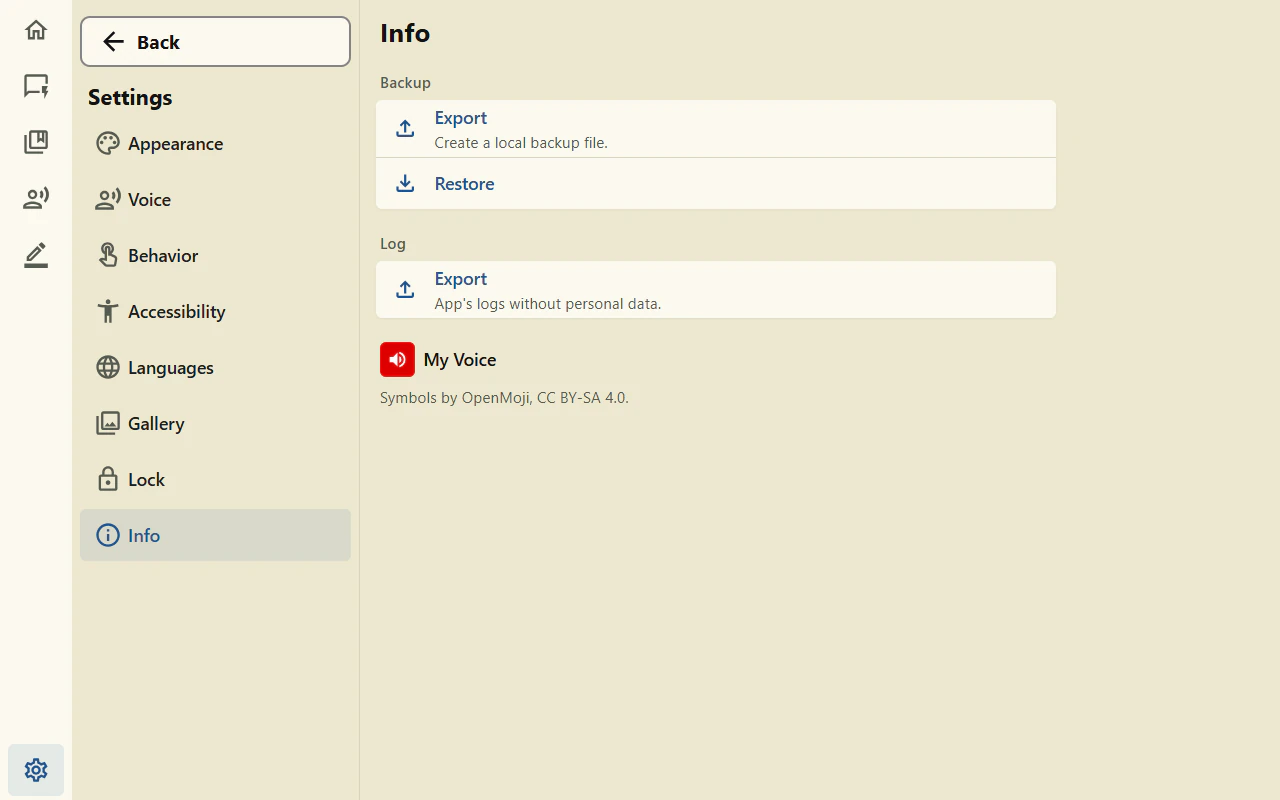 Back
Settings
Appearance
Voice
Behavior
Accessibility
Languages
Gallery
Lock
Info
Info
Backup
Export
Create a local backup file.
Restore
Log
Export
App's logs without personal data.
My Voice
Symbols by OpenMoji, CC BY-SA 4.0.